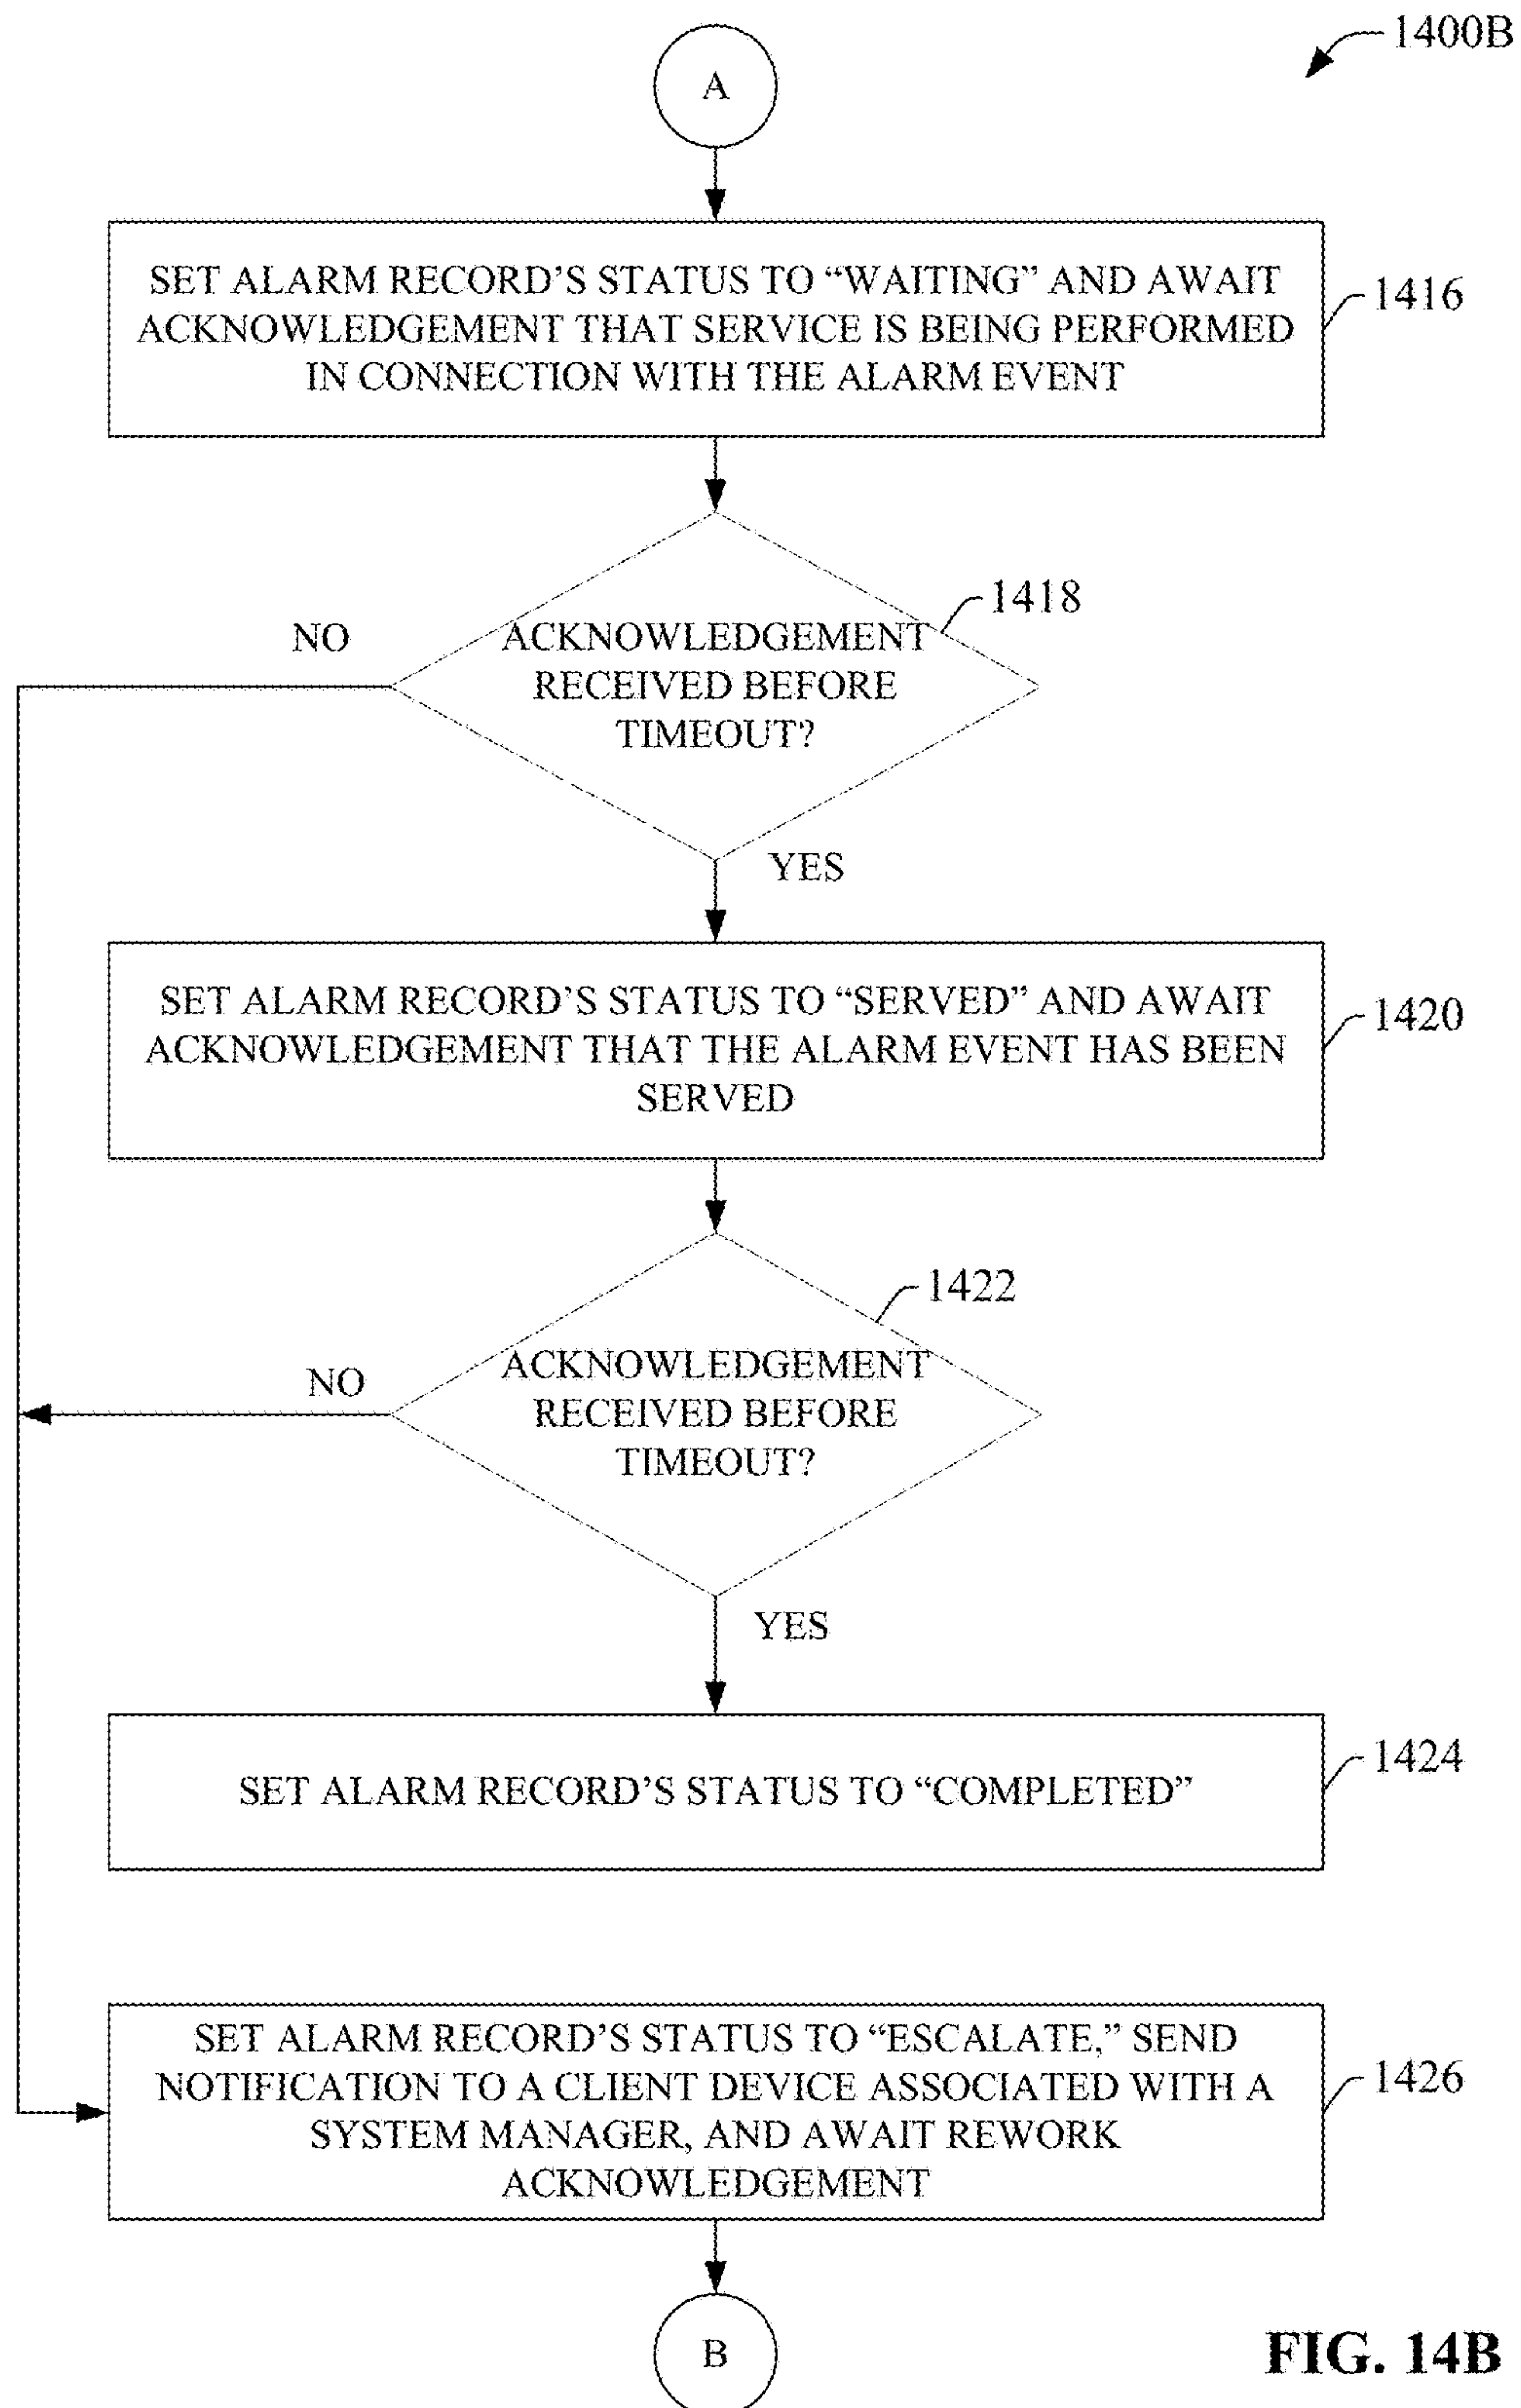 1400B
A
SET ALARM RECORD’S STATUS TO “WAITING” AND AWAIT
ACKNOWLEDGEMENT THAT SERVICE IS BEING PERFORMED
IN CONNECTION WITH THE ALARM EVENT
1416
1418
NO
ACKNOWLEDGEMENT
RECEIVED BEFORE
TIMEOUT?
YES
SET ALARM RECORD’S STATUS TO “SERVED” AND AWAIT
ACKNOWLEDGEMENT THAT THE ALARM EVENT HAS BEEN
SERVED
1420
1422
NO
ACKNOWLEDGEMENT
RECEIVED BEFORE
TIMEOUT?
YES
SET ALARM RECORD’S STATUS TO “COMPLETED”
1424
SET ALARM RECORD’S STATUS TO “ESCALATE,” SEND
NOTIFICATION TO A CLIENT DEVICE ASSOCIATED WITH A
SYSTEM MANAGER, AND AWAIT REWORK
ACKNOWLEDGEMENT
1426
B
FIG. 14B